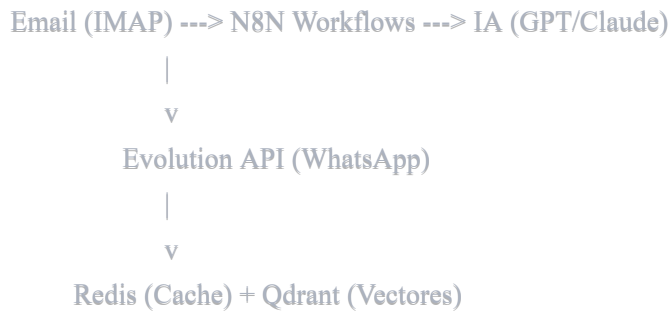 Email (IMAP) ---> N8N Workflows ---> IA (GPT/Claude)
|
v
Evolution API (WhatsApp)
|
v
Redis (Cache) + Qdrant (Vectores)